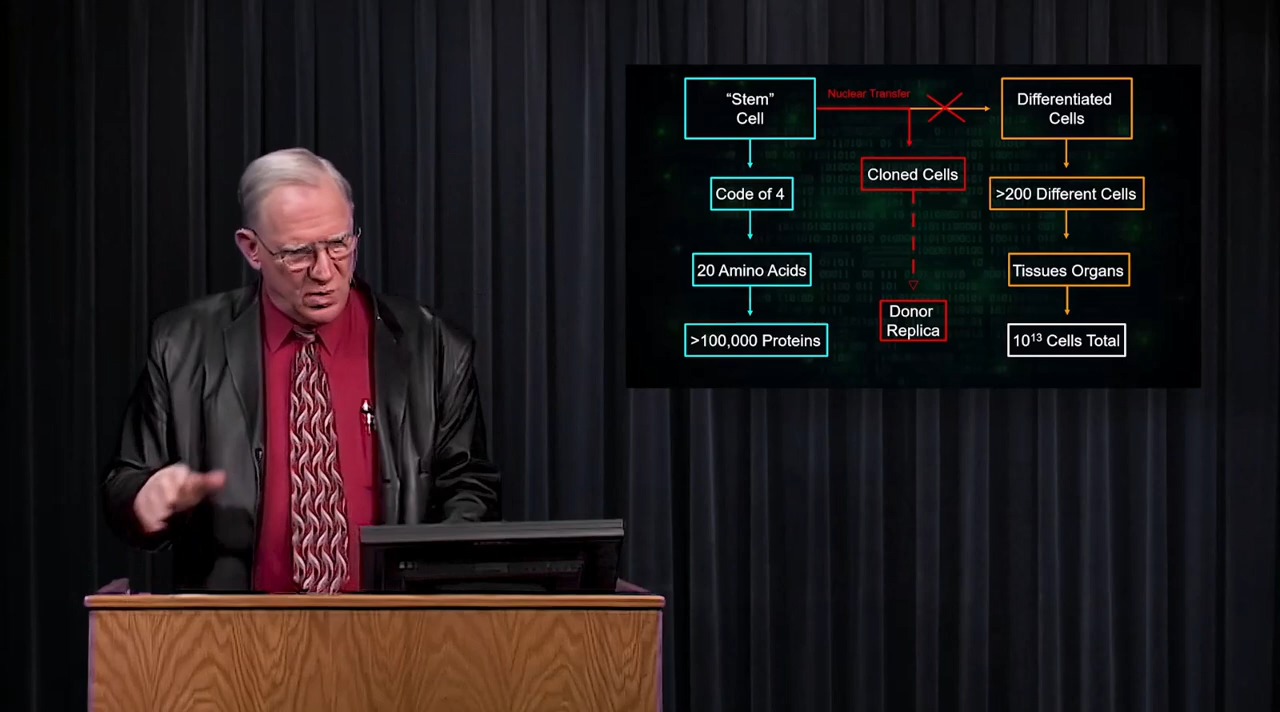 "Stem"
Cell
Nuclear Transfer
Differentiated
Cells
Code of 4
Cloned Cells
>200 Different Cells
20 Amino Acids
Tissues Organs
>100,000 Proteins
Donor
Replica
10¹³ Cells Total